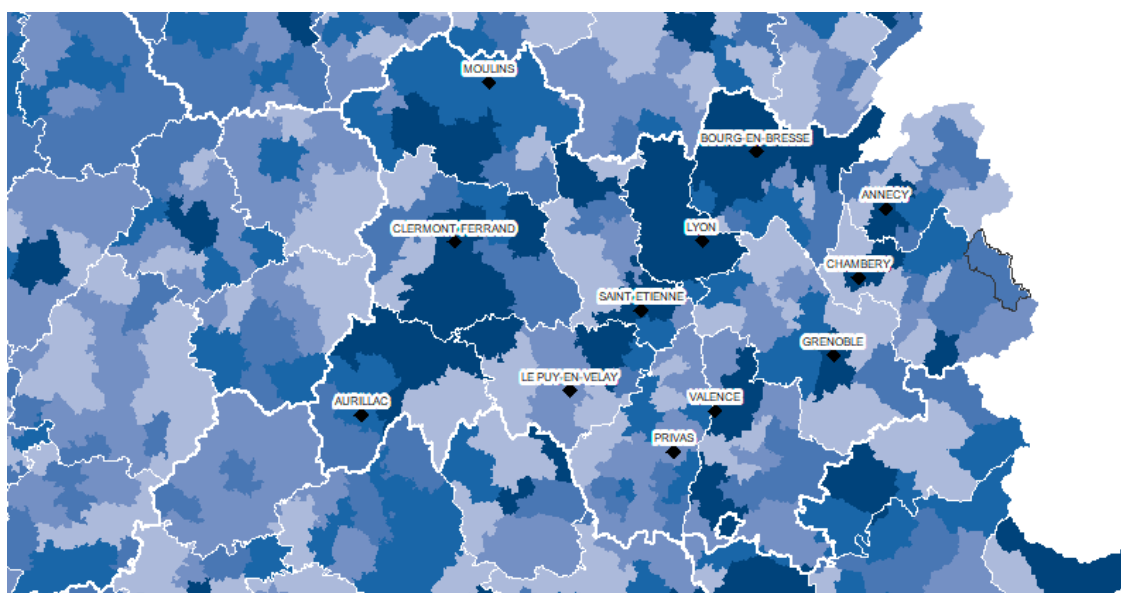 MOULINS
BOURG-EN-BRESSE
ANNECY
CLERMONT-FERRAND
LYON
CHAMBERY
SAINT-ETIENNE
GRENOBLE
LE PUY-EN-VELAY
AURILLAC
VALENCE
PRIVAS